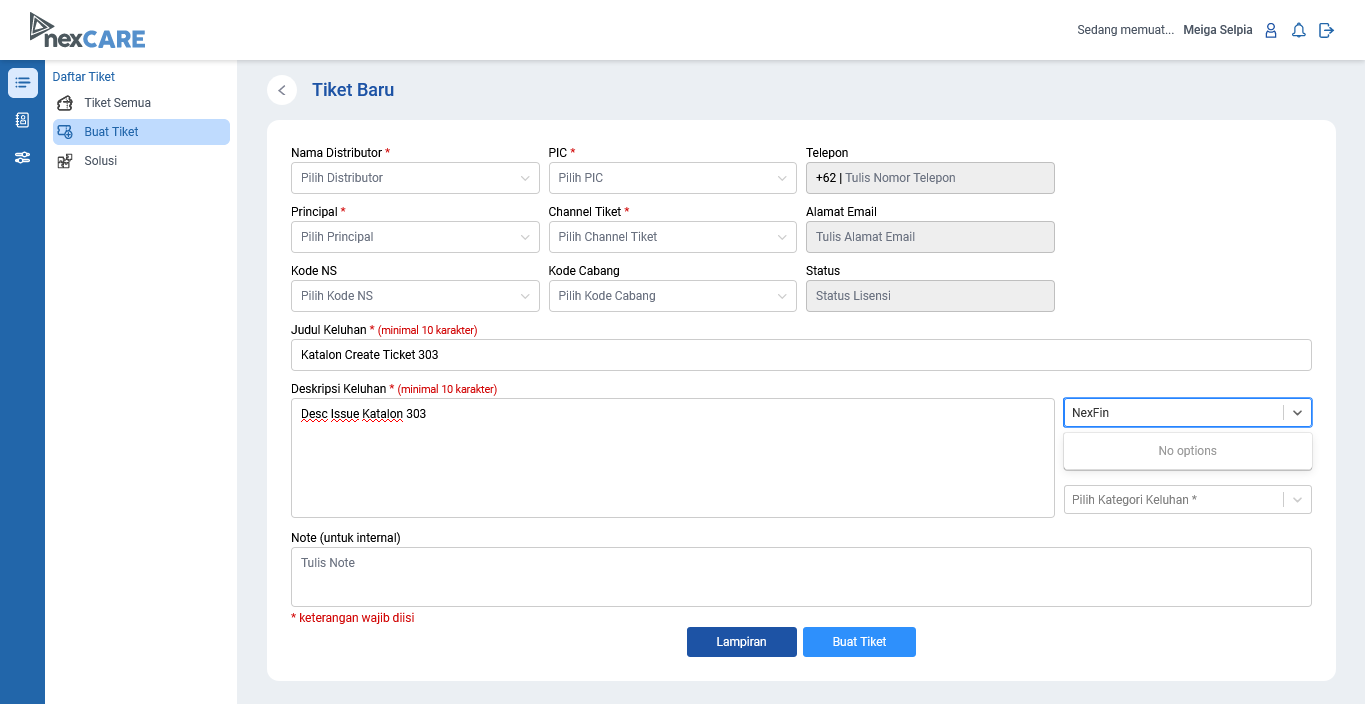 nexCARE
Sedang memuat... Meiga Selpia
Daftar Tiket
Tiket Semua
Buat Tiket
Solusi
Tiket Baru
Nama Distributor * PIC * Telepon
Pilih Distributor Pilih PIC +62 | Tulis Nomor Telepon
Principal * Channel Tiket * Alamat Email
Pilih Principal Pilih Channel Tiket Tulis Alamat Email
Kode NS Kode Cabang Status
Pilih Kode NS Pilih Kode Cabang Status Lisensi
Judul Keluhan * (minimal 10 karakter)
Katalon Create Ticket 303
Deskripsi Keluhan * (minimal 10 karakter)
Desc Issue Katalon 303
NexFin
No options
Pilih Kategori Keluhan *
Note (untuk internal)
Tulis Note
* keterangan wajib diisi
Lampiran Buat Tiket